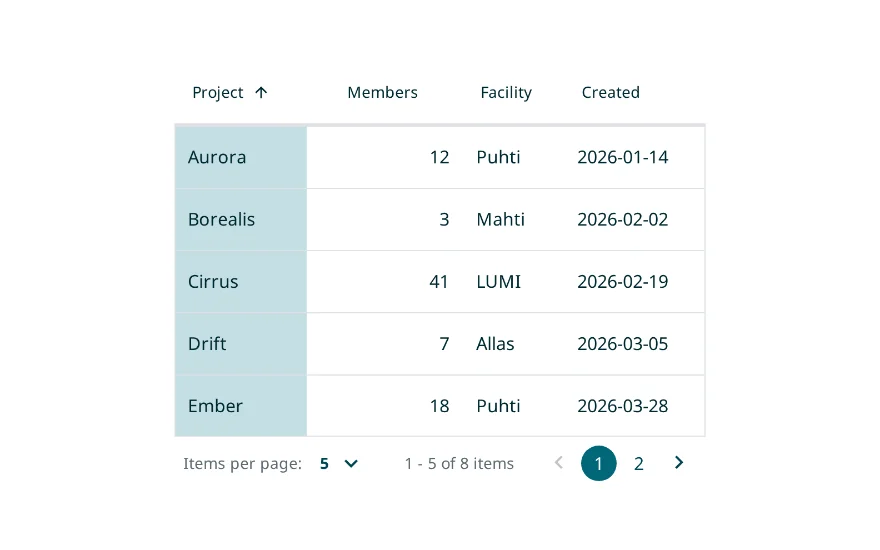 Project Members Facility Created
Aurora 12 Puhti 2026-01-14
Borealis 3 Mahti 2026-02-02
Cirrus 41 LUMI 2026-02-19
Drift 7 Allas 2026-03-05
Ember 18 Puhti 2026-03-28
Items per page: 5 1 - 5 of 8 items 1 2